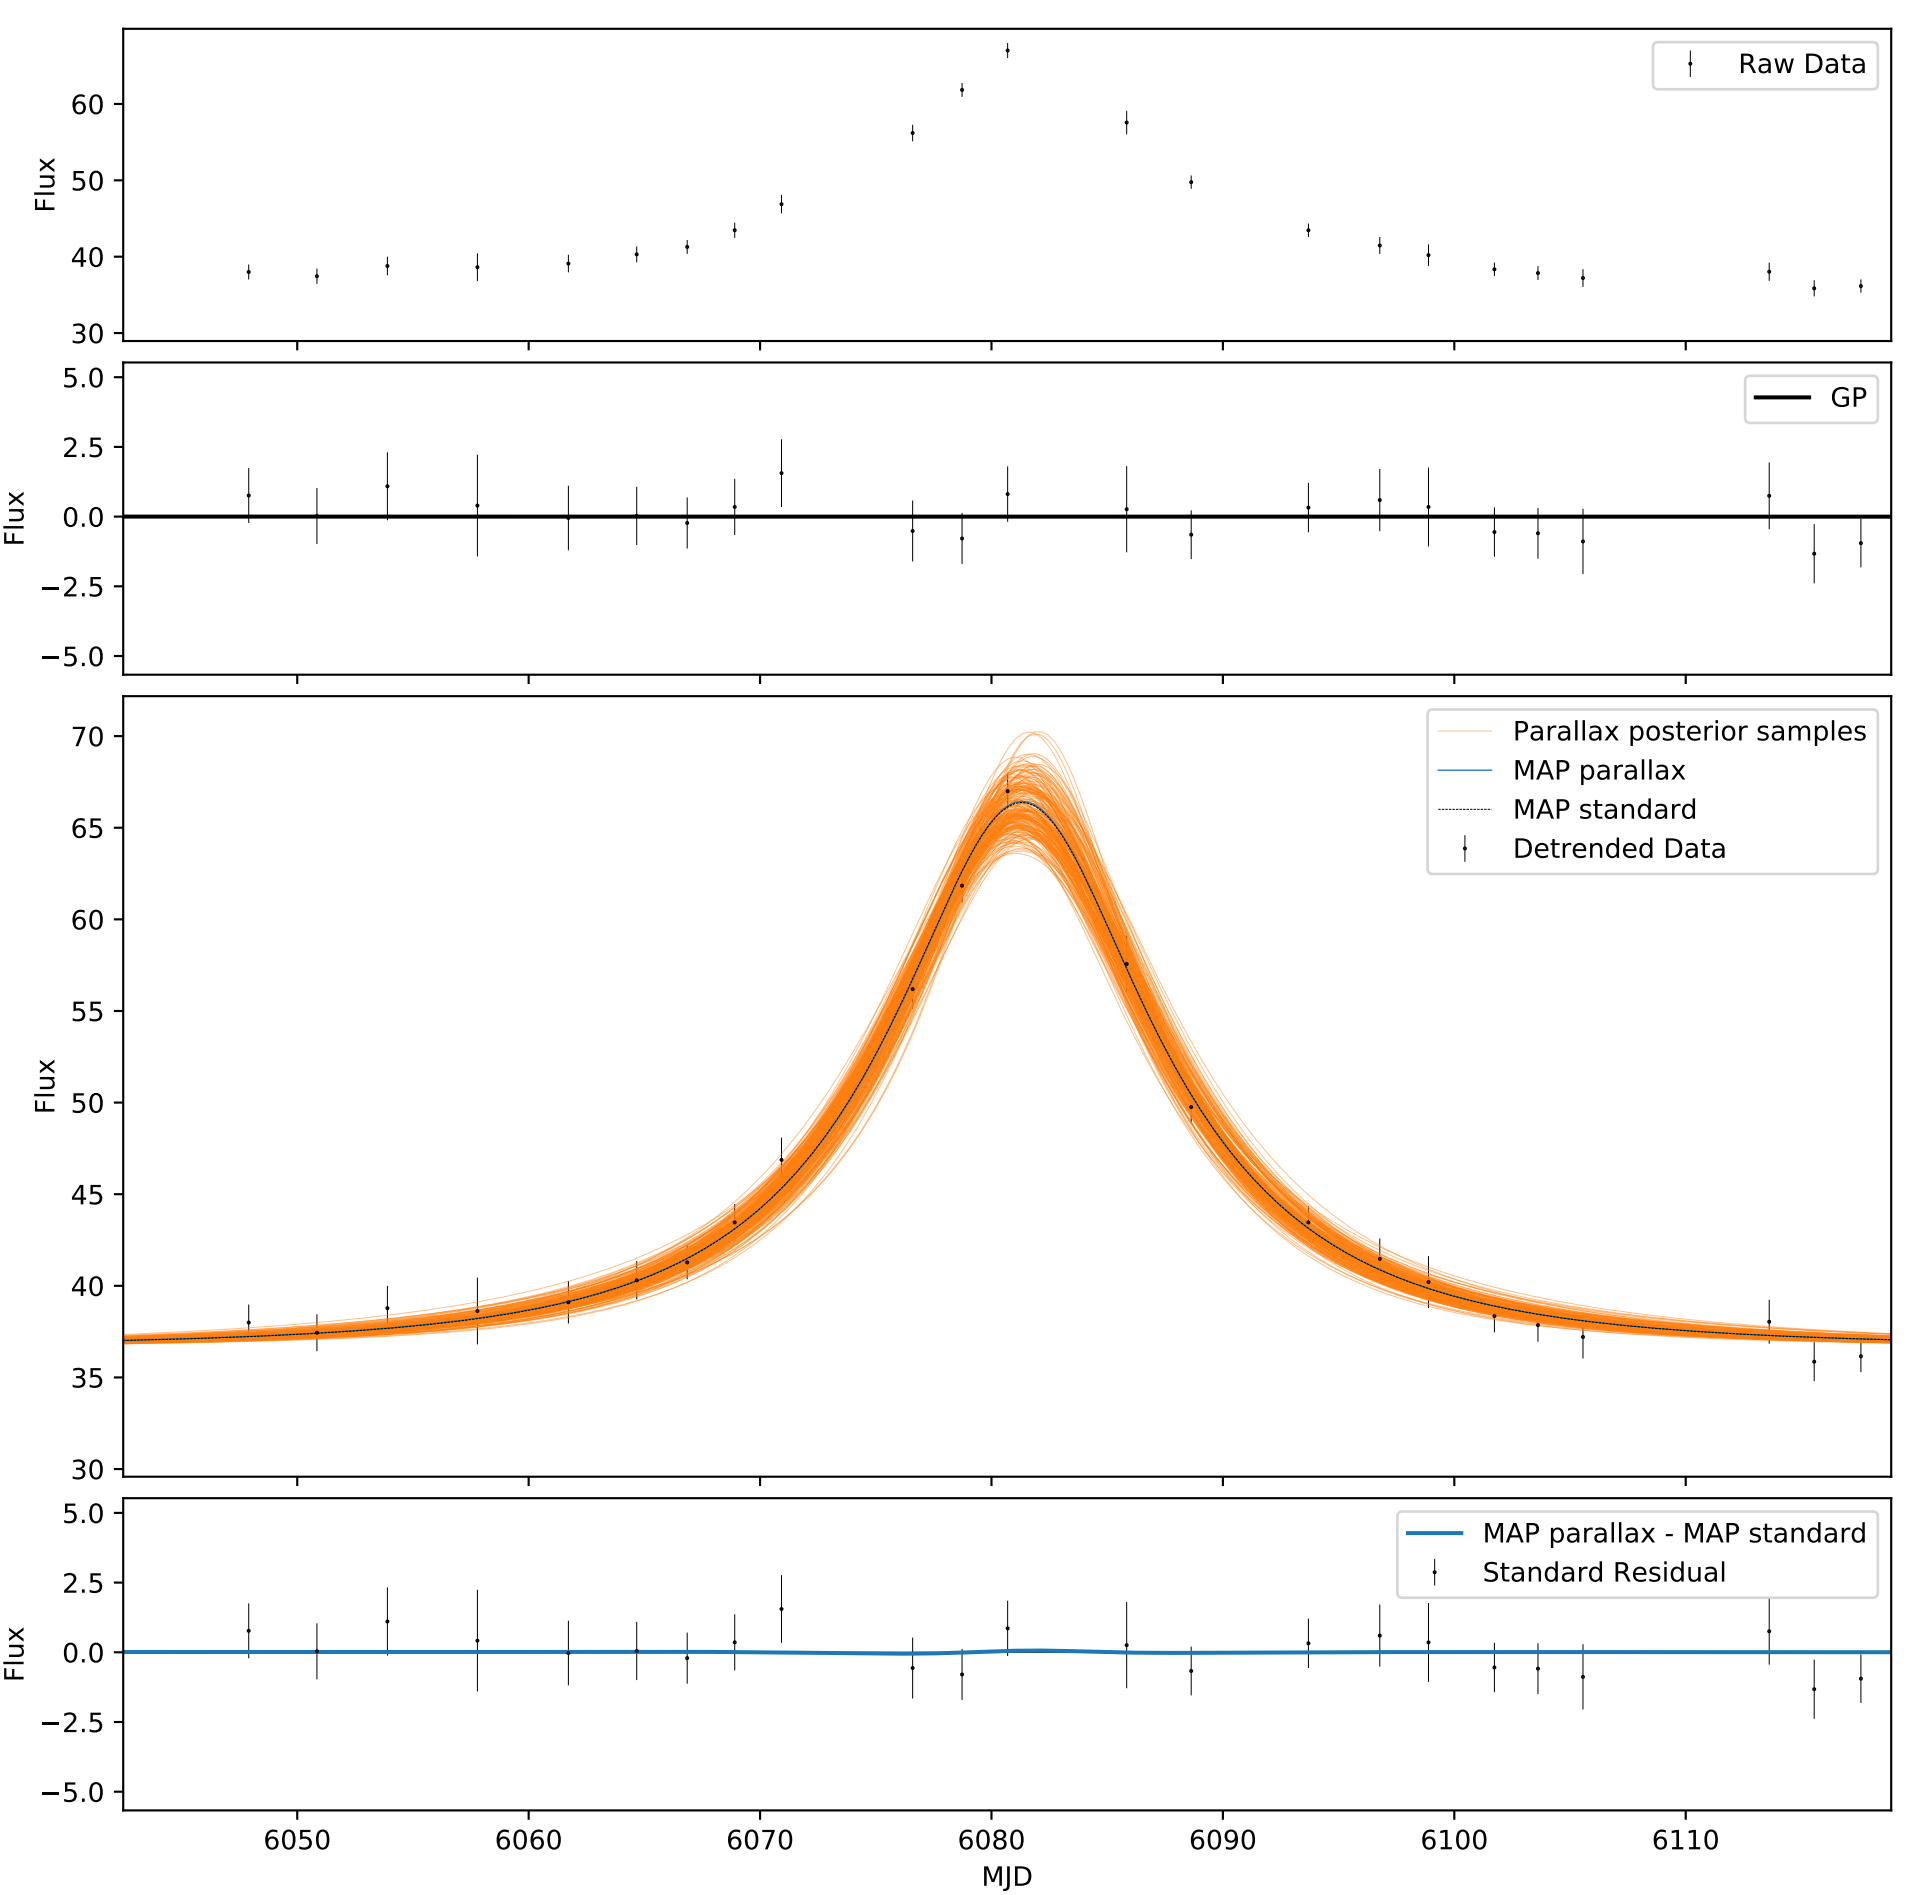 Flux
60
50
40
30
Raw Data
Flux
5.0
2.5
0.0
−2.5
−5.0
GP
Flux
70
65
60
55
50
45
40
35
30
Parallax posterior samples
MAP parallax
MAP standard
Detrended Data
Flux
5.0
2.5
0.0
−2.5
−5.0
MAP parallax - MAP standard
Standard Residual
6050 6060 6070 6080 6090 6100 6110
MJD